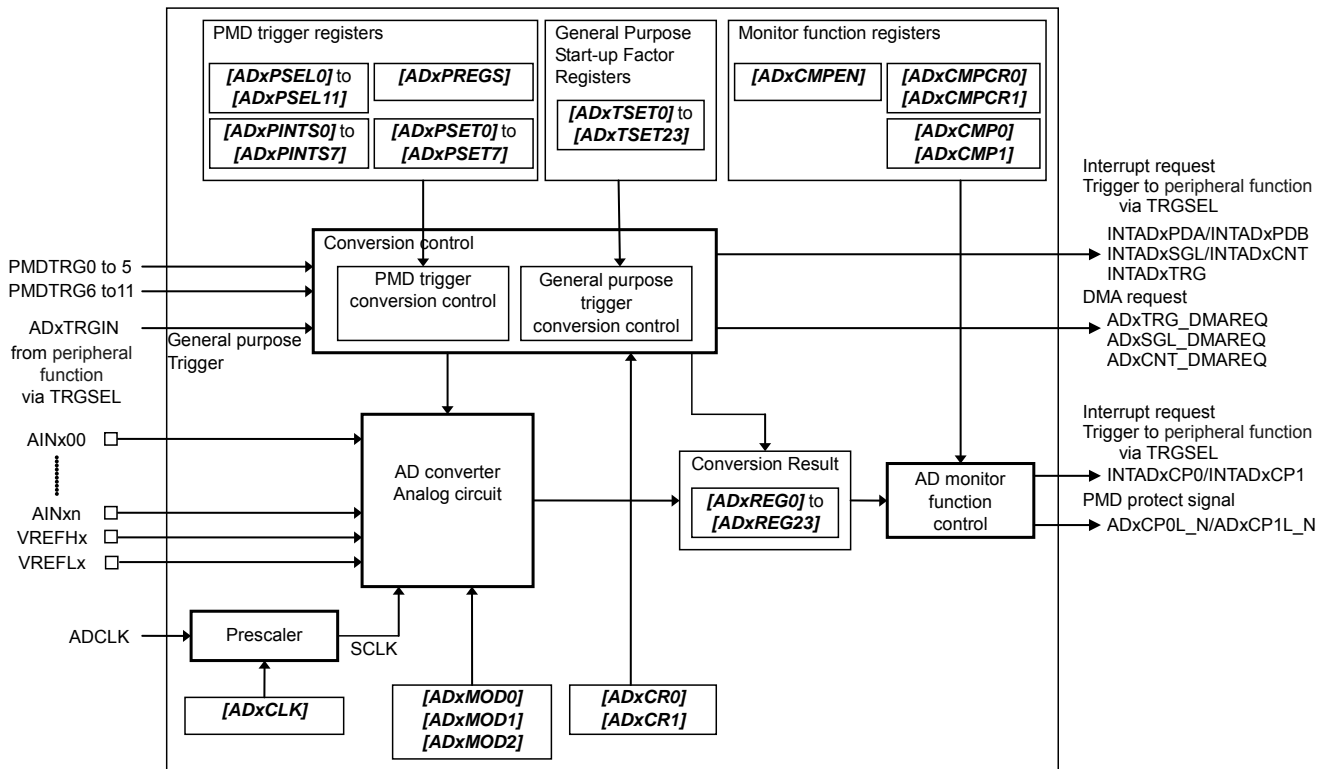 PMD trigger registers
[ADxPSEL0] to
[ADxPSEL11]
[ADxPREGS]
[ADxPINTS0] to
[ADxPINTS7]
[ADxPSET0] to
[ADxPSET7]
General Purpose
Start-up Factor
Registers
[ADxTSET0] to
[ADxTSET23]
Monitor function registers
[ADxCMPEN]
[ADxCMPCR0]
[ADxCMPCR1]
[ADxCMP0]
[ADxCMP1]
Interrupt request
Trigger to peripheral function
via TRGSEL
INTADxPDA/INTADxPDB
INTADxSGL/INTADxCNT
INTADxTRG
DMA request
ADxTRG_DMAREQ
ADxSGL_DMAREQ
ADxCNT_DMAREQ
Conversion control
PMD trigger
conversion control
General purpose
trigger
conversion control
PMDTRG0 to 5
PMDTRG6 to11
ADxTRGIN
from peripheral
function
via TRGSEL
General purpose
Trigger
AINx00
AINxn
VREFHx
VREFLx
AD converter
Analog circuit
Conversion Result
[ADxREG0] to
[ADxREG23]
AD monitor
function
control
Interrupt request
Trigger to peripheral function
via TRGSEL
INTADxCP0/INTADxCP1
PMD protect signal
ADxCP0L_N/ADxCP1L_N
ADCLK
Prescaler
SCLK
[ADxCLK]
[ADxMOD0]
[ADxMOD1]
[ADxMOD2]
[ADxCR0]
[ADxCR1]